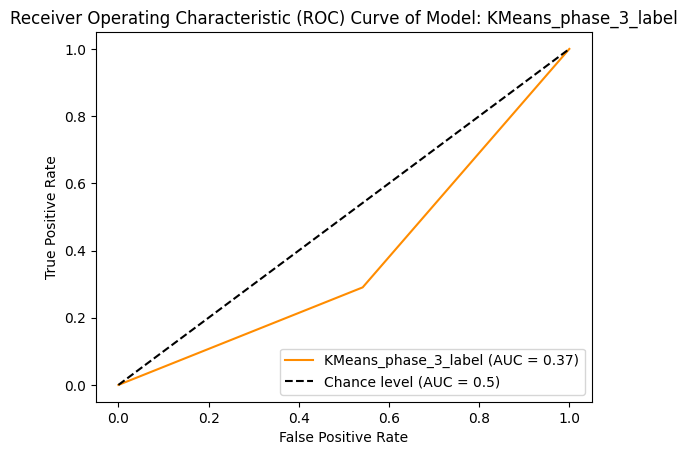 Receiver Operating Characteristic (ROC) Curve of Model: KMeans_phase_3_label
1.0
0.8
0.6
0.4
0.2
0.0
True Positive Rate
KMeans_phase_3_label (AUC = 0.37)
Chance level (AUC = 0.5)
0.0 0.2 0.4 0.6 0.8 1.0
False Positive Rate